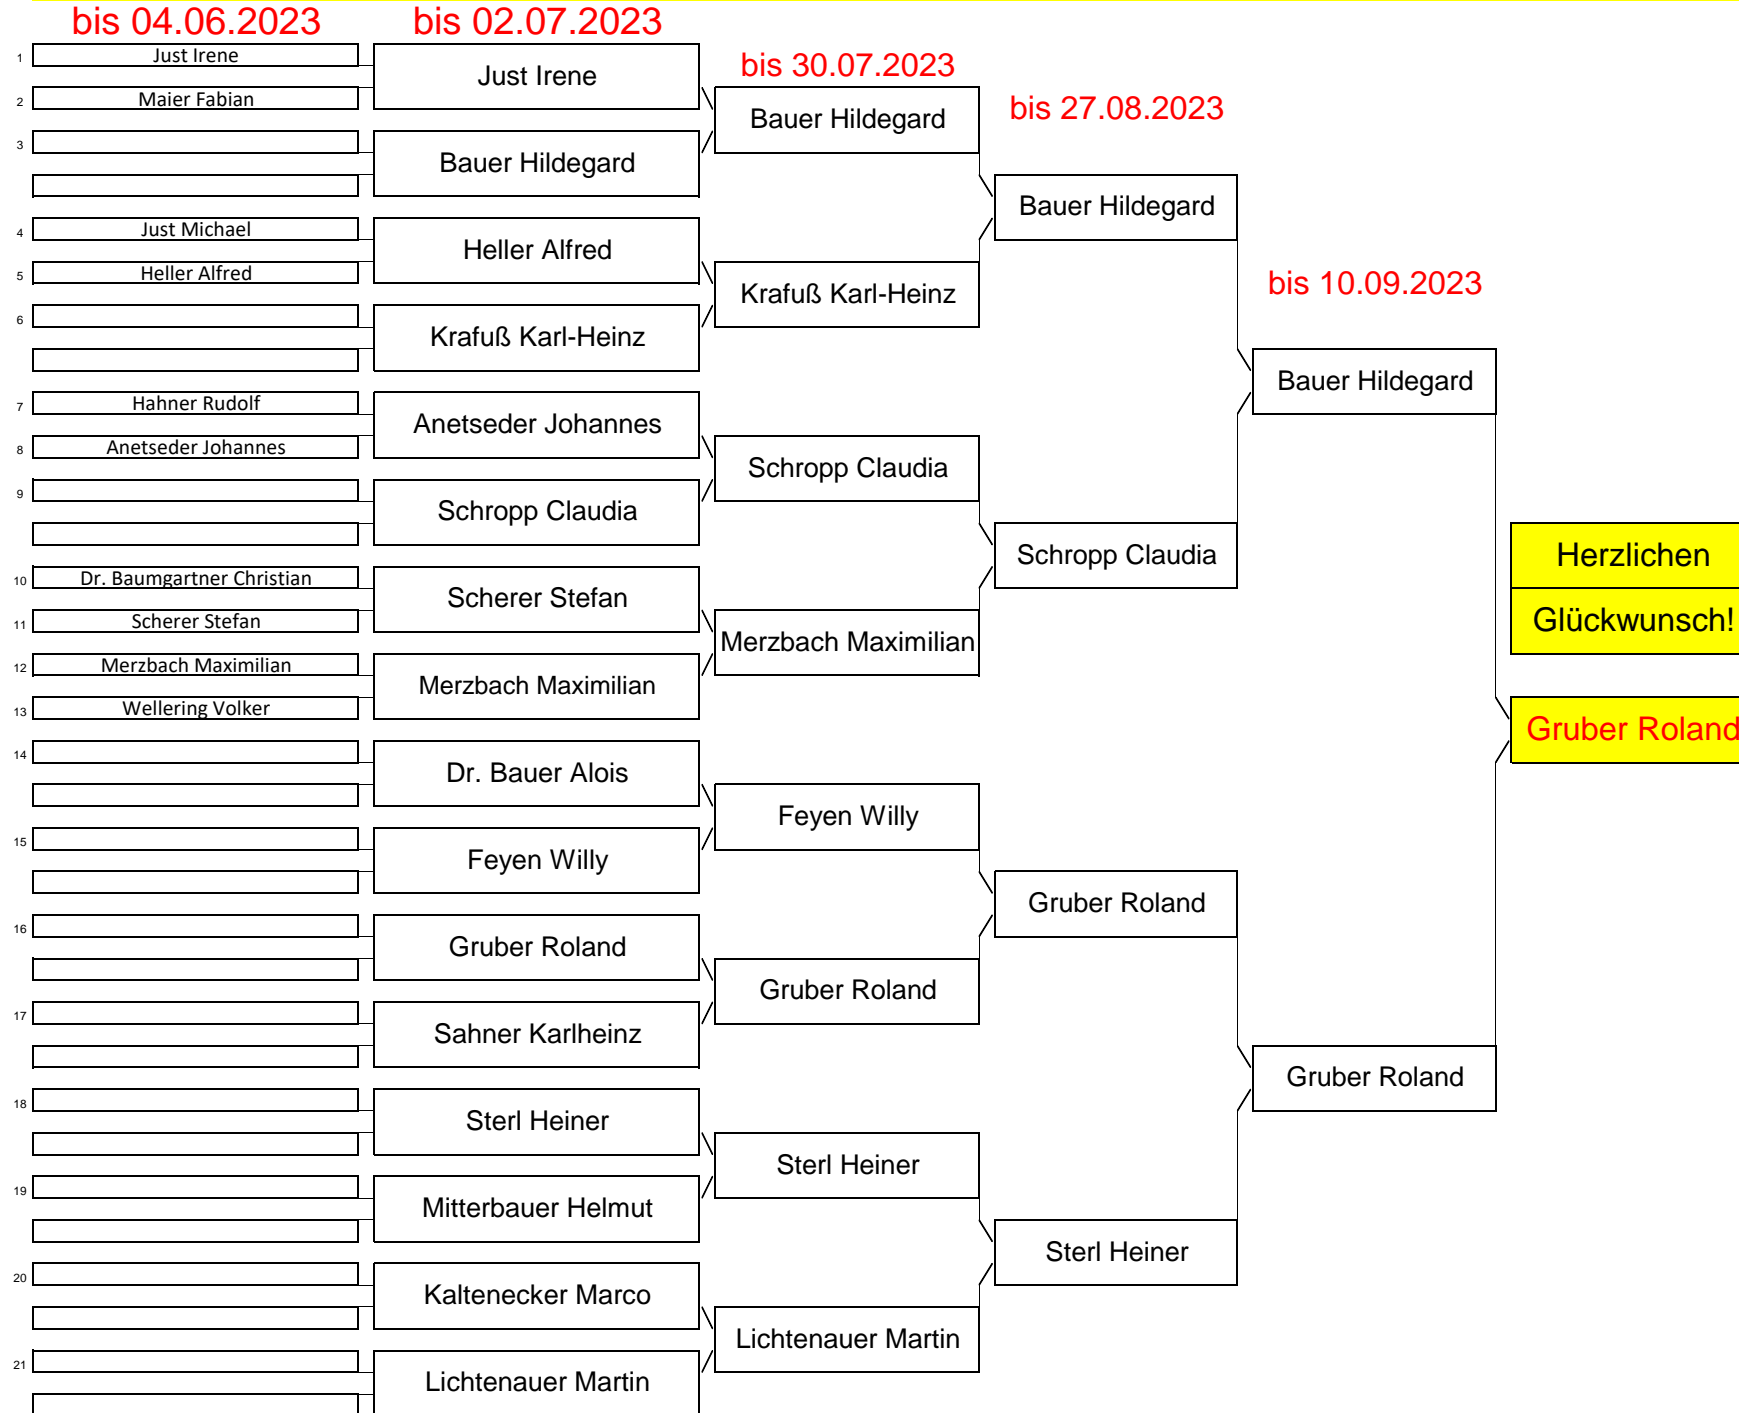 bis 04.06.2023
bis 02.07.2023
bis 30.07.2023
bis 27.08.2023
bis 10.09.2023
1 Just Irene
2 Maier Fabian
3
4 Just Michael
5 Heller Alfred
6
7 Hahner Rudolf
8 Anetseder Johannes
9
10 Dr. Baumgartner Christian
11 Scherer Stefan
12 Merzbach Maximilian
13 Wellering Volker
14
15
16
17
18
19
20
21
Just Irene
Bauer Hildegard
Heller Alfred
Krafuß Karl-Heinz
Anetseder Johannes
Schropp Claudia
Scherer Stefan
Merzbach Maximilian
Dr. Bauer Alois
Feyen Willy
Gruber Roland
Sahner Karlheinz
Sterl Heiner
Mitterbauer Helmut
Kaltenecker Marco
Lichtenauer Martin
Bauer Hildegard
Krafuß Karl-Heinz
Schropp Claudia
Merzbach Maximilian
Feyen Willy
Gruber Roland
Sterl Heiner
Lichtenauer Martin
Bauer Hildegard
Schropp Claudia
Gruber Roland
Sterl Heiner
Bauer Hildegard
Gruber Roland
Herzlichen
Glückwunsch!
Gruber Roland